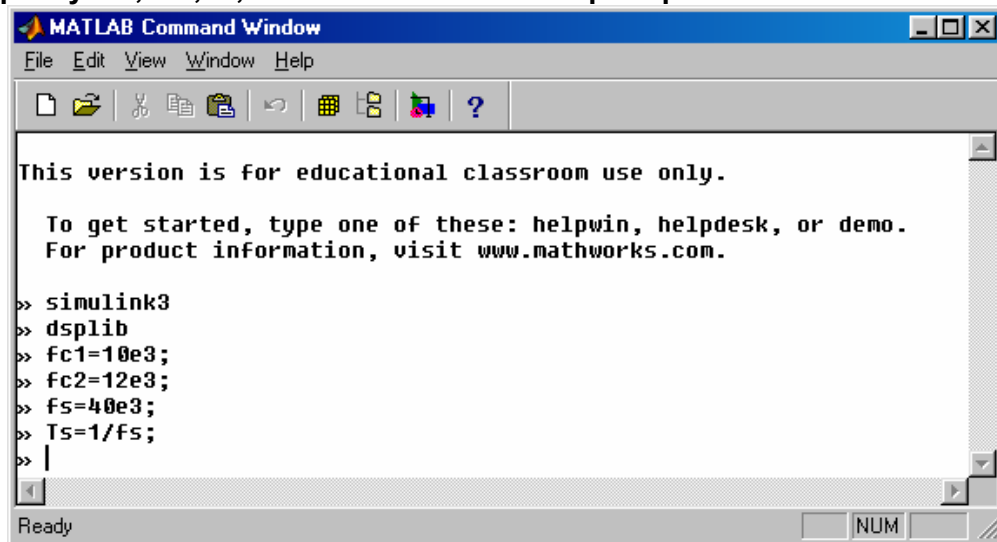 MATLAB Command Window
File Edit View Window Help
This version is for educational classroom use only.
To get started, type one of these: helpwin, helpdesk, or demo.
For product information, visit www.mathworks.com.
» simulink3
» dsplib
» fc1=10e3;
» fc2=12e3;
» fs=40e3;
» Ts=1/fs;
»
Ready NUM